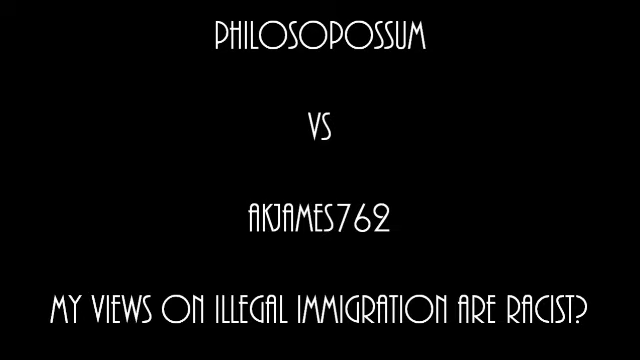 PHILOSOPOSSUM
VS
AKJAMES762
MY VIEWS ON ILLEGAL IMMIGRATION ARE RACIST?